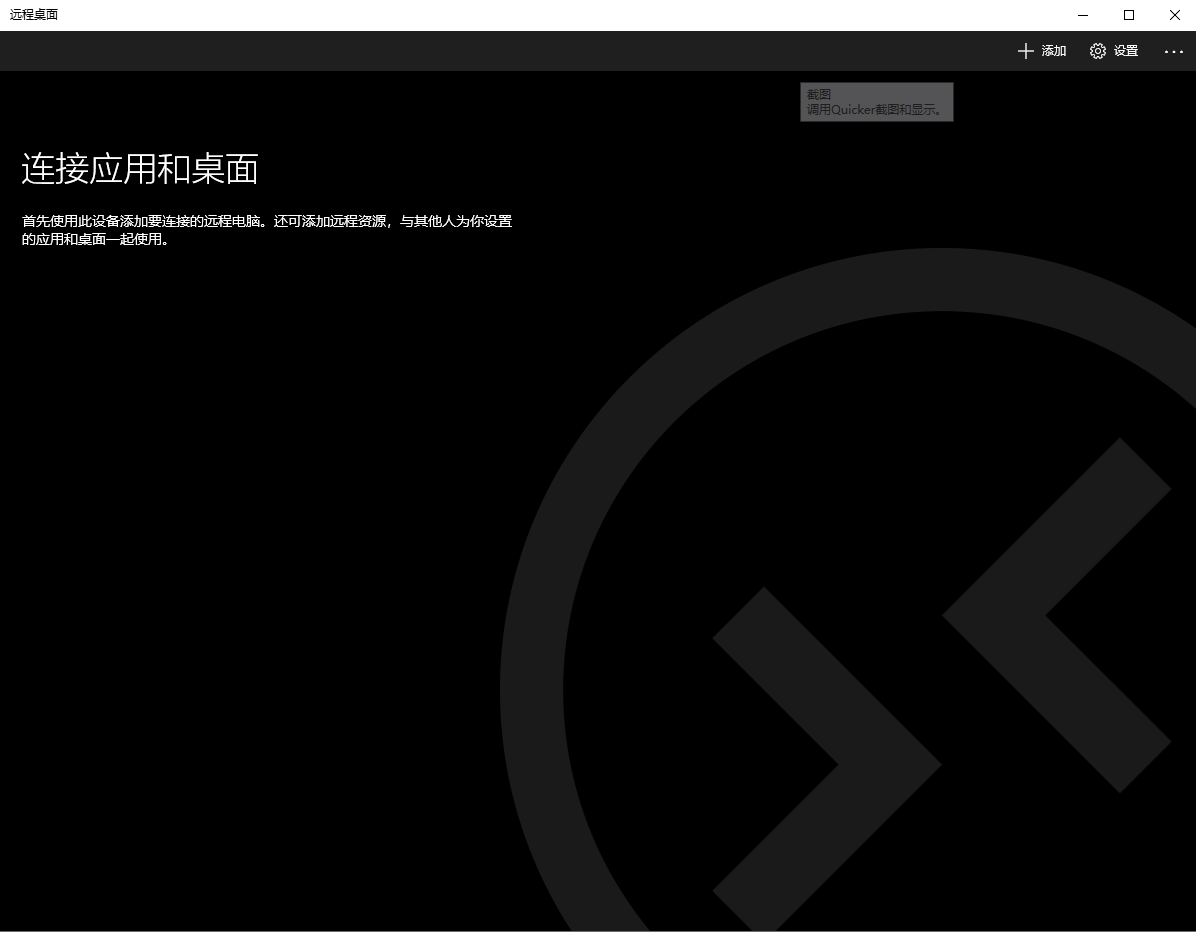 远程桌面
添加
设置
截图
调用Quicker截图和显示。
连接应用和桌面
首先使用此设备添加要连接的远程电脑。还可添加远程资源，与其他人为你设置
的应用和桌面一起使用。